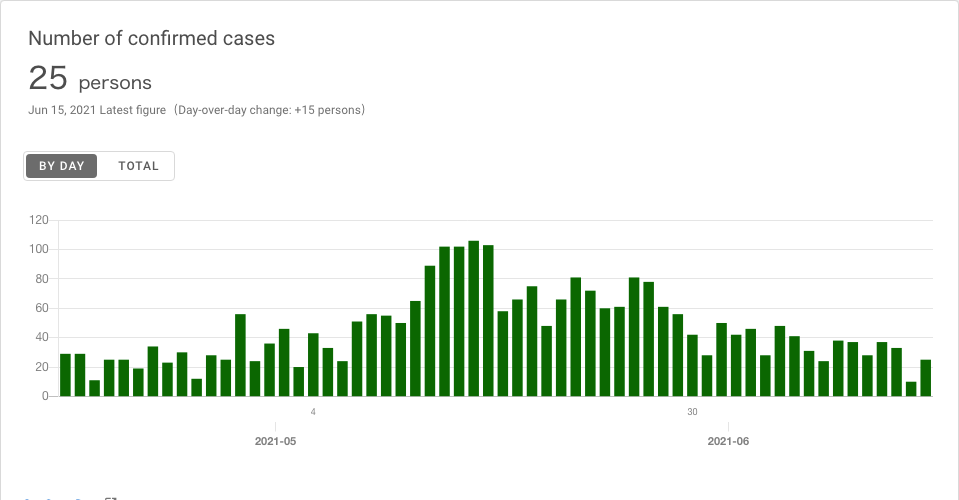 Number of confirmed cases
25 persons
Jun 15, 2021 Latest figure（Day-over-day change: +15 persons）
BY DAY TOTAL
120
100
80
60
40
20
0
4 30
2021-05 2021-06